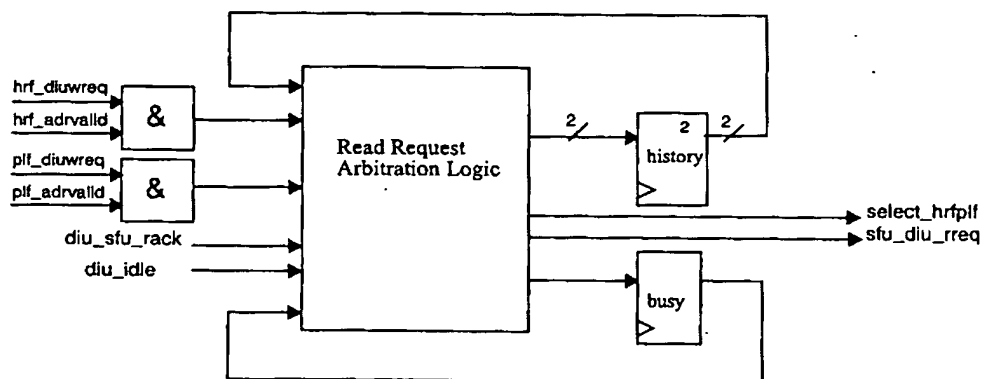 hrf_diuwreq
hrf_adrvalid
&
plf_diuwreq
plf_adrvalid
&
diu_sfu_rack
diu_idle
Read Request
Arbitration Logic
2
2
2
history
select_hrfplf
sfu_diu_rreq
busy